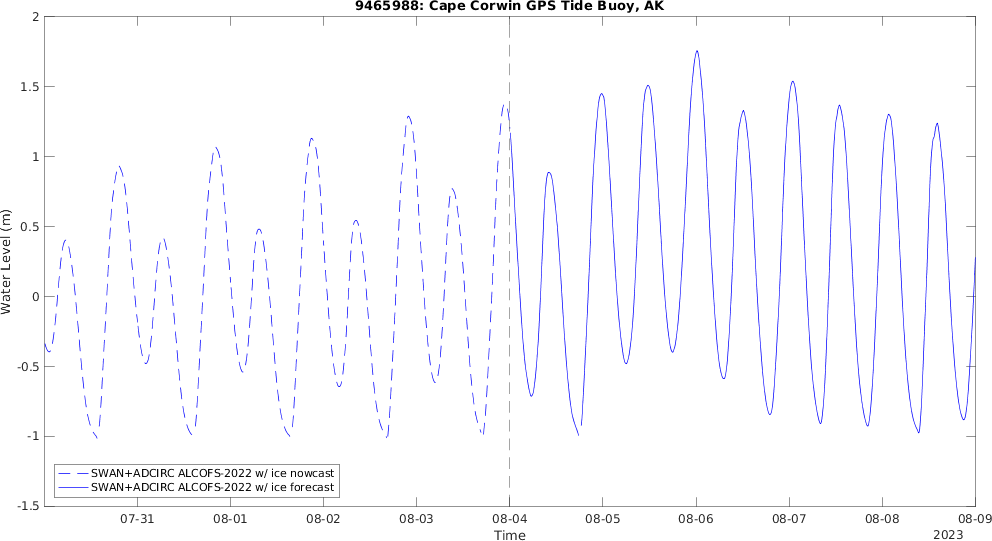 9465988: Cape Corwin GPS Tide Buoy, AK
2
1.5
1
0.5
0
-0.5
-1
-1.5
Water Level (m)
SWAN+ADCIRC ALCOFS-2022 w/ ice nowcast
SWAN+ADCIRC ALCOFS-2022 w/ ice forecast
07-31 08-01 08-02 08-03 08-04 08-05 08-06 08-07 08-08 08-09
Time
2023